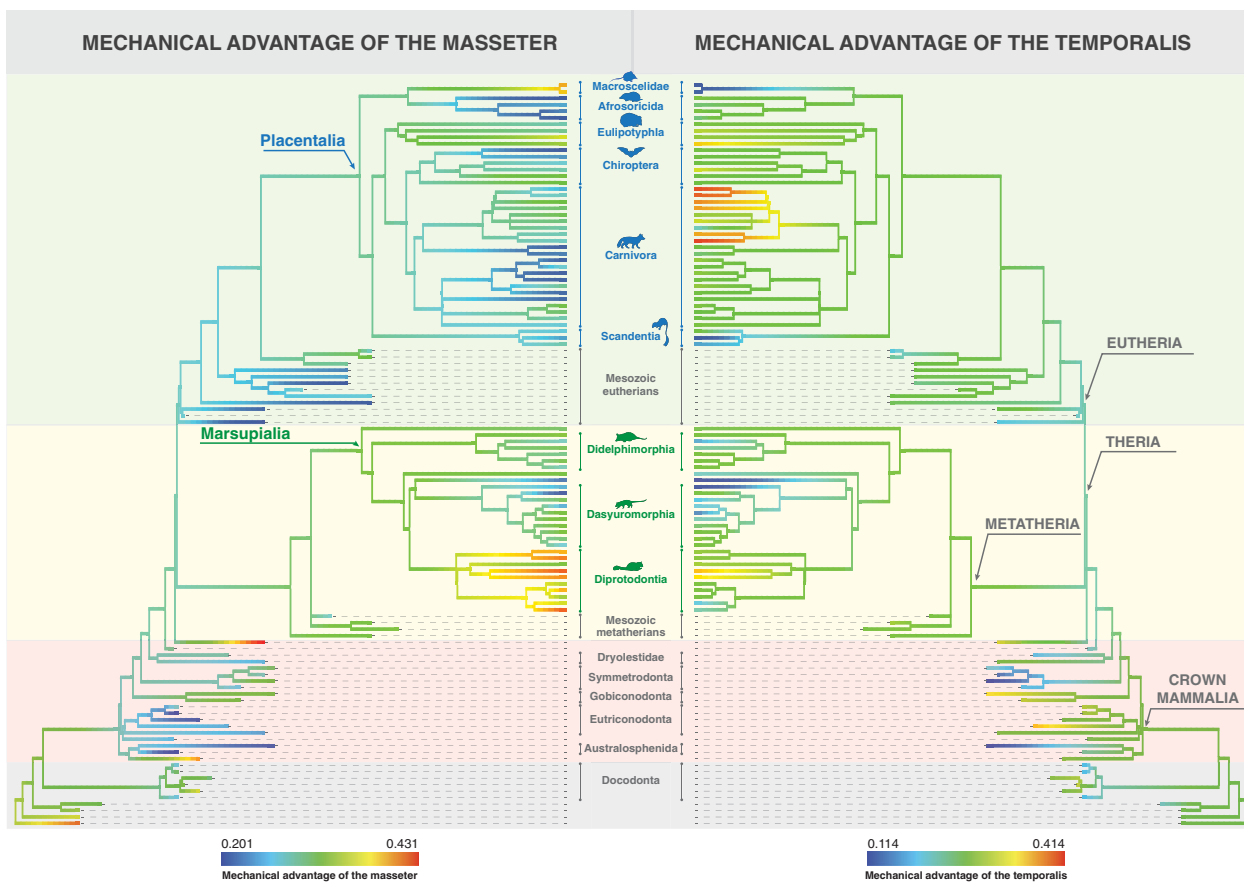 MECHANICAL ADVANTAGE OF THE MASSETER
MECHANICAL ADVANTAGE OF THE TEMPORALIS
Macroscelidae
Afrosoricida
Eulipotyphla
Placentalia
Chiroptera
Carnivora
Scandentia
EUTHERIA
Mesozoic
eutherians
Marsupialia
Didelphimorphia
THERIA
Dasyuromorphia
METATHERIA
Diprotodontia
Mesozoic
metatherians
Dryolestidae
Symmetrodonta
CROWN
MAMMALIA
Gobiconodonta
Eutriconodonta
Australosphenida
Docodonta
0.201
0.431
Mechanical advantage of the masseter
0.114
0.414
Mechanical advantage of the temporalis